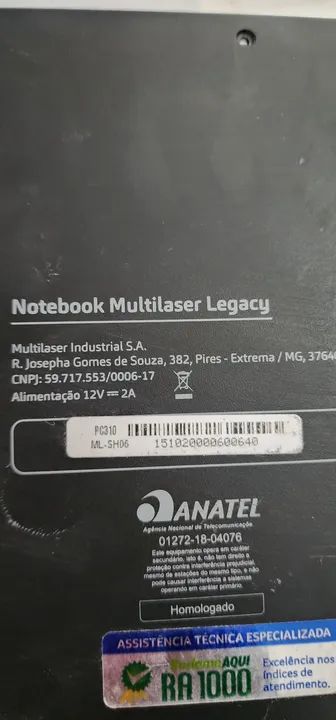 Notebook Multilaser Legacy
Multilaser Industrial S.A.
R. Josepha Gomes de Souza, 382, Pires - Extrema / MG, 3764
CNPJ: 59.717.553/0006-17
Alimentação 12V ⎓ 2A
PC310
ML-SH06 151020000600640
ANATEL
Agência Nacional de Telecomunicações
01272-18-04076
Este equipamento opera em caráter
secundário, isto é, não tem direito a
proteção contra interferência prejudicial,
mesmo de estações do mesmo tipo, e não
pode causar interferência a sistemas
operando em caráter primário.
Homologado
ASSISTÊNCIA TÉCNICA ESPECIALIZADA
AQUI
RA1000
Excelência nos
índices de
atendimento.